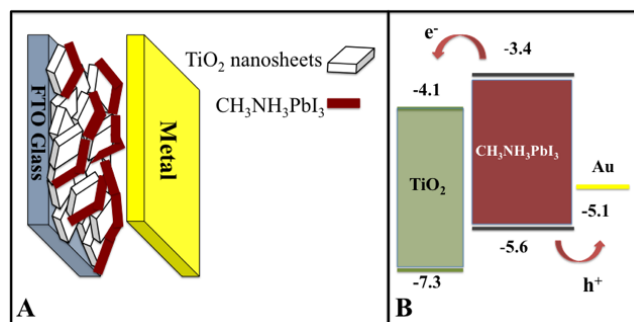 FTO Glass
TiO₂ nanosheets
CH₃NH₃PbI₃
Metal
A
e⁻
-3.4
-4.1
CH₃NH₃PbI₃
TiO₂
Au
-5.1
-5.6
-7.3
h⁺
B